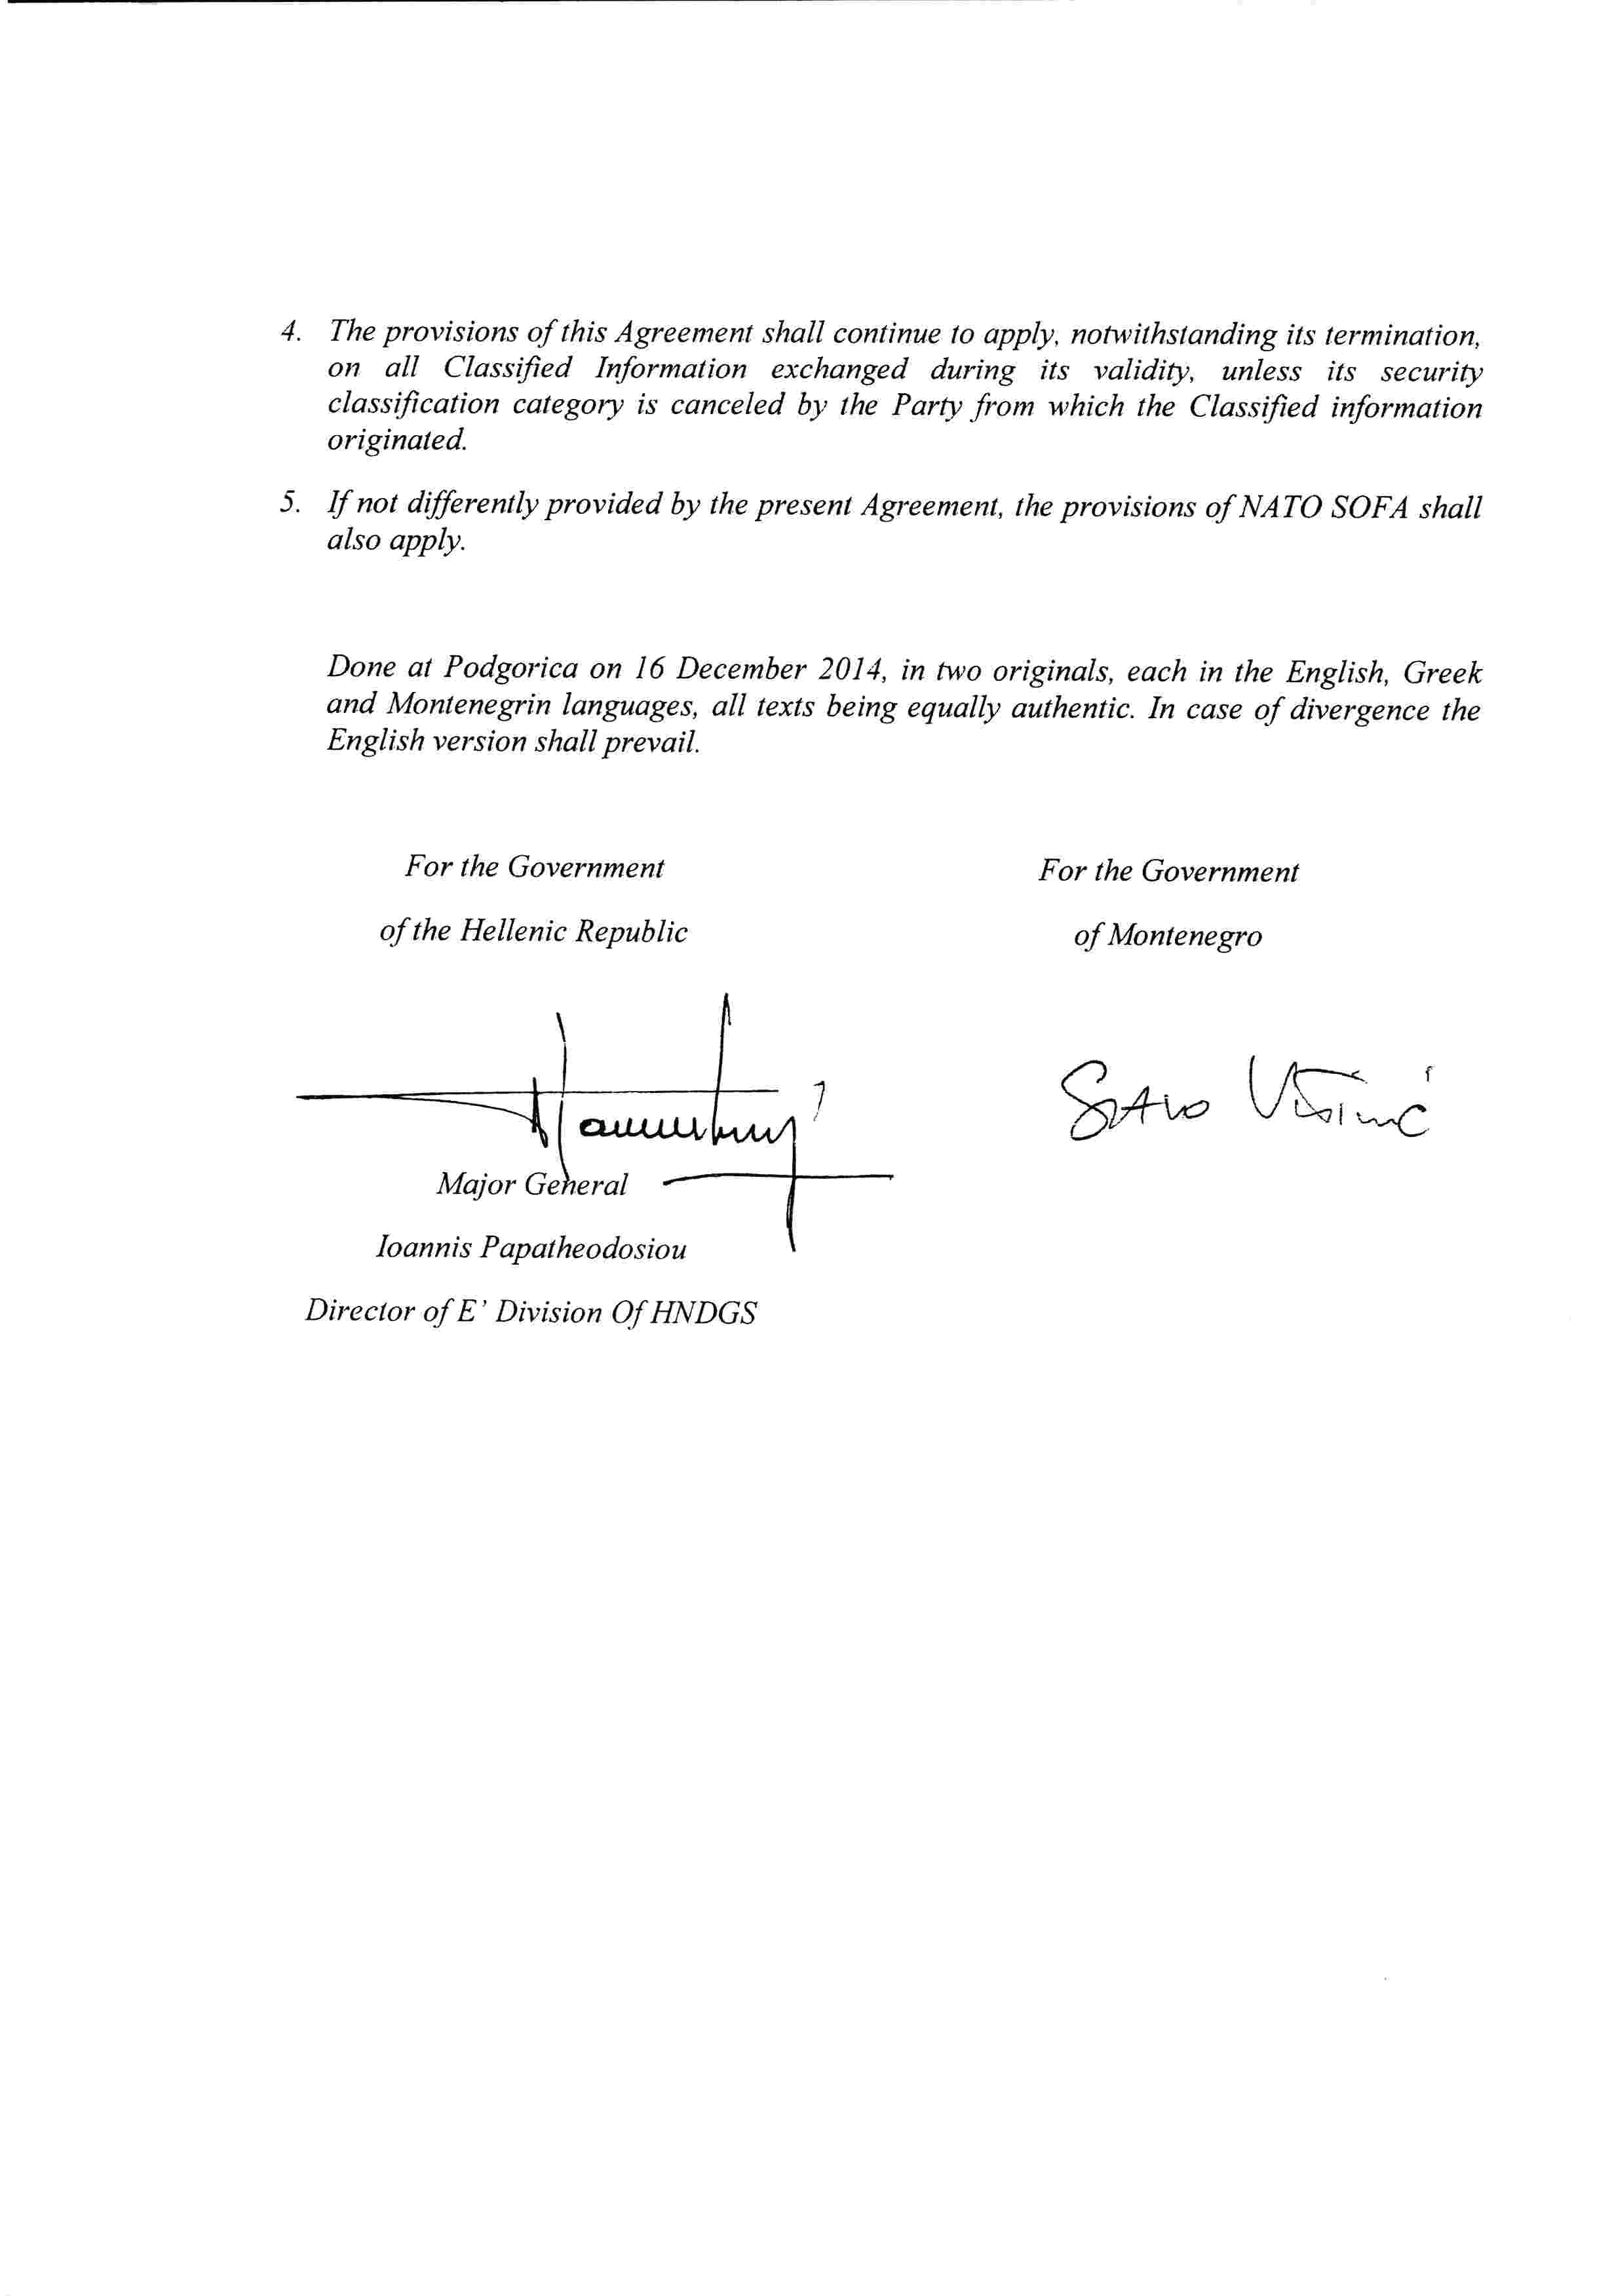 4. The provisions of this Agreement shall continue to apply, notwithstanding its termination,
on all Classified Information exchanged during its validity, unless its security
classification category is canceled by the Party from which the Classified information
originated.
5. If not differently provided by the present Agreement, the provisions of NATO SOFA shall
also apply.
Done at Podgorica on 16 December 2014, in two originals, each in the English, Greek
and Montenegrin languages, all texts being equally authentic. In case of divergence the
English version shall prevail.
For the Government
of the Hellenic Republic
Major General
Ioannis Papatheodosiou
Director of E' Division Of HNDGS
For the Government
of Montenegro